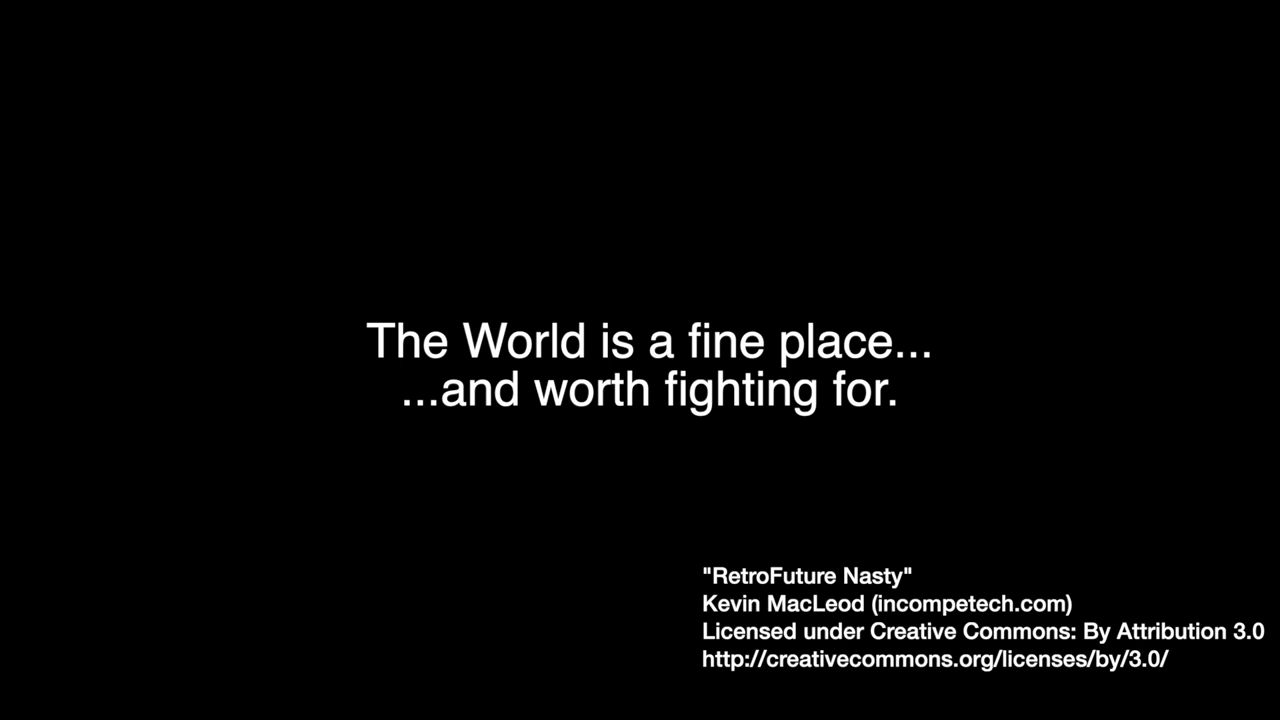 The World is a fine place...
...and worth fighting for.
"RetroFuture Nasty"
Kevin MacLeod (incompetech.com)
Licensed under Creative Commons: By Attribution 3.0
http://creativecommons.org/licenses/by/3.0/